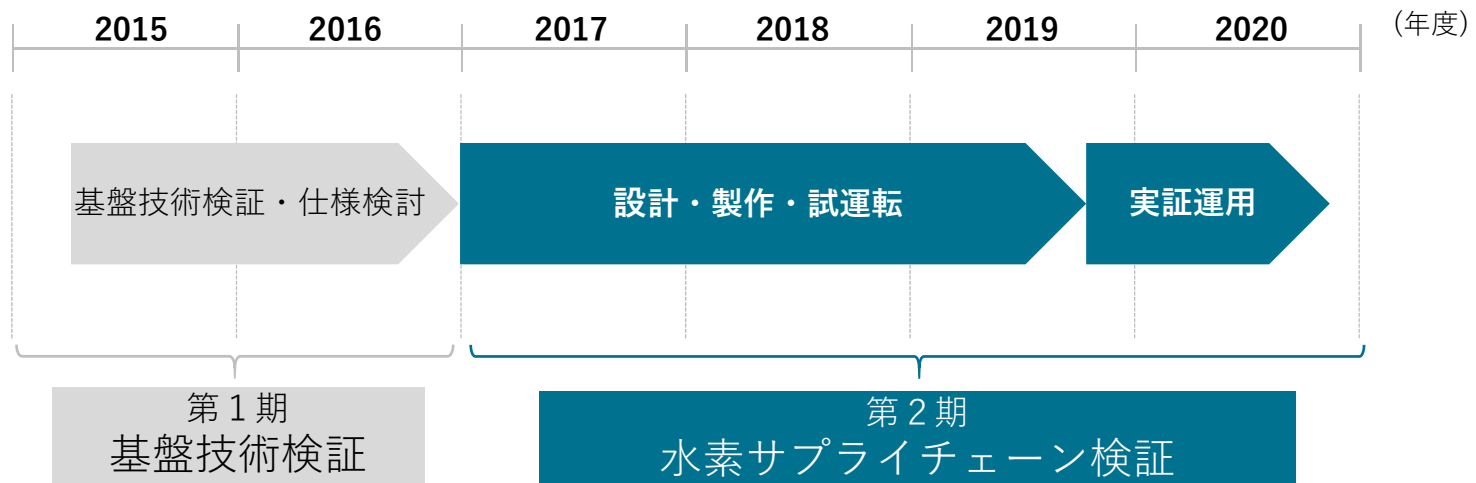 2015 2016 2017 2018 2019 2020 (年度)
基盤技術検証・仕様検討
設計・製作・試運転
実証運用
第1期
基盤技術検証
第2期
水素サプライチェーン検証